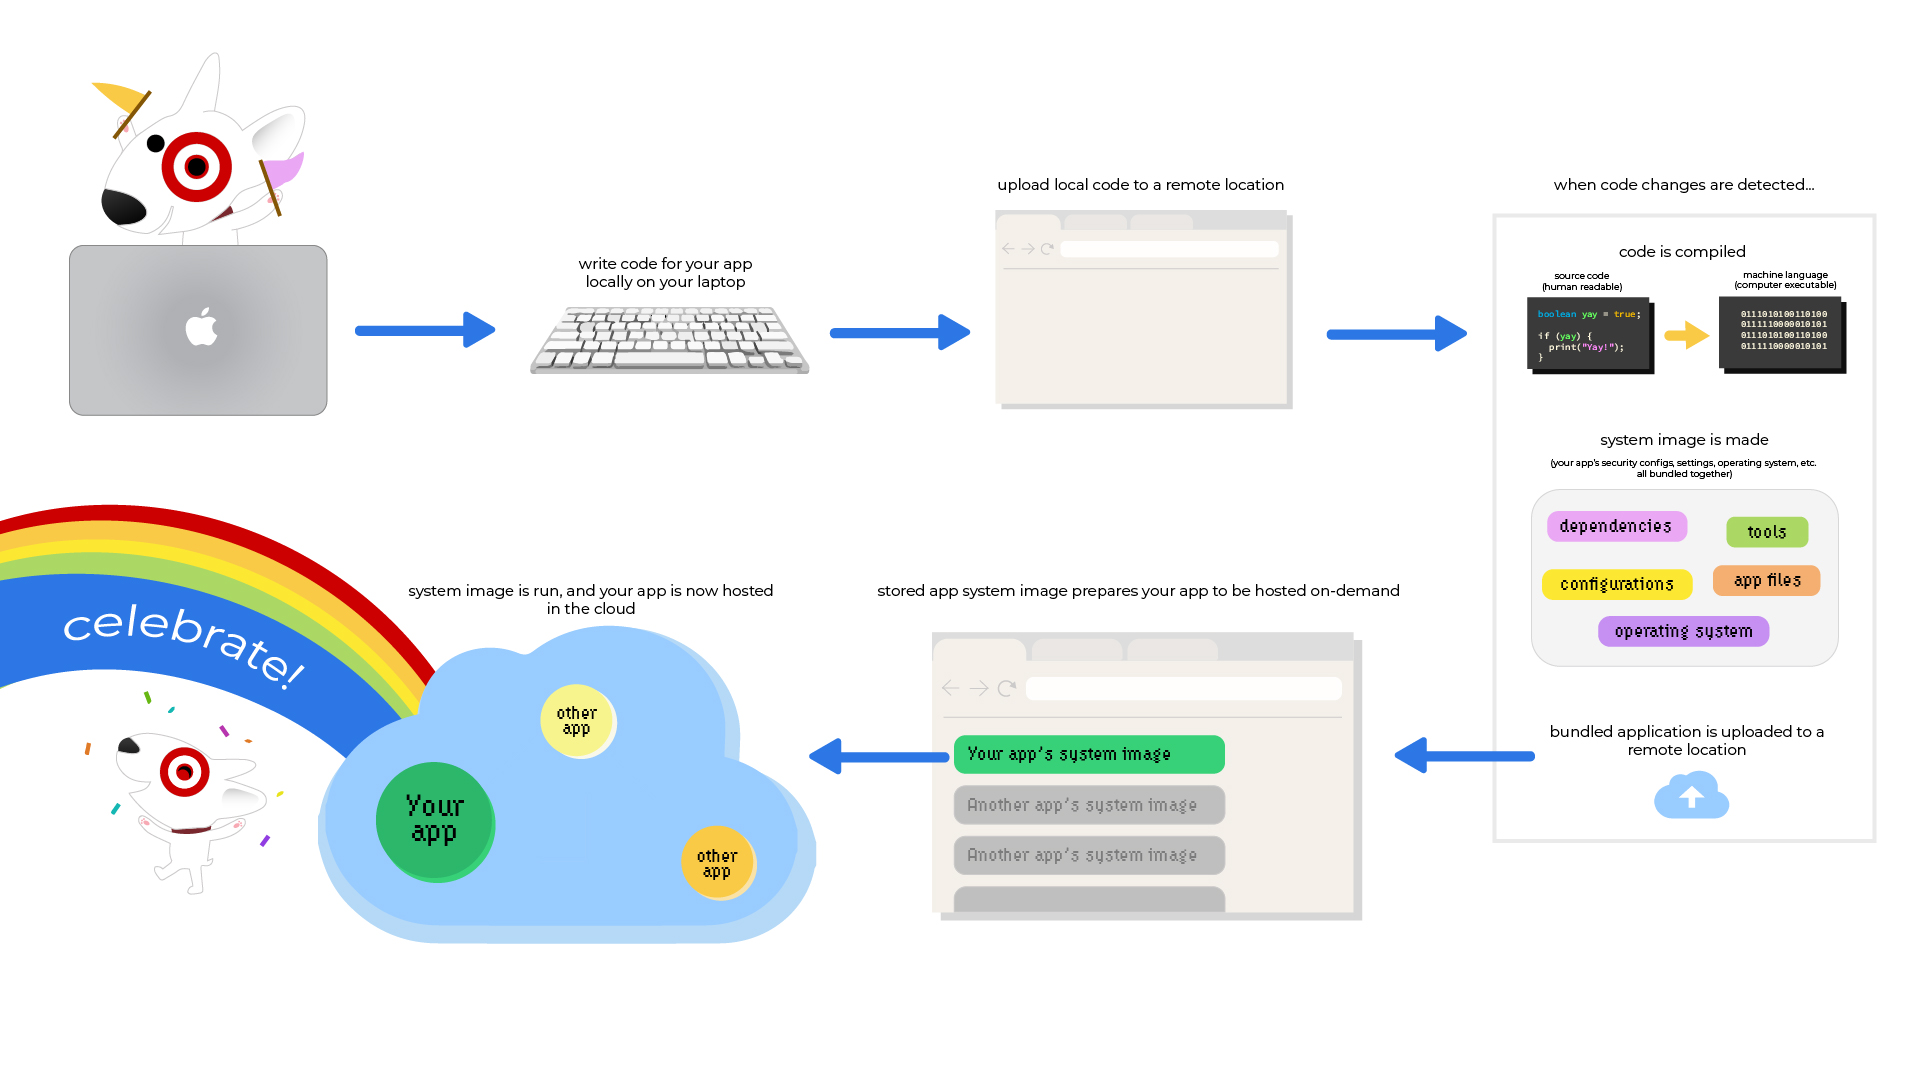 write code for your app
locally on your laptop
upload local code to a remote location
when code changes are detected...
code is compiled
source code
(human readable)
boolean yay = true;
if (yay) {
print("Yay!");
}
machine language
(computer executable)
0111010100110100
0111110000010101
0111010100110100
0111110000010101
system image is made
(your app's security configs, settings, operating system, etc.
all bundled together)
dependencies
tools
configurations
app files
operating system
bundled application is uploaded to a
remote location
stored app system image prepares your app to be hosted on-demand
Your app's system image
Another app's system image
Another app's system image
system image is run, and your app is now hosted
in the cloud
other
app
Your
app
other
app
celebrate!